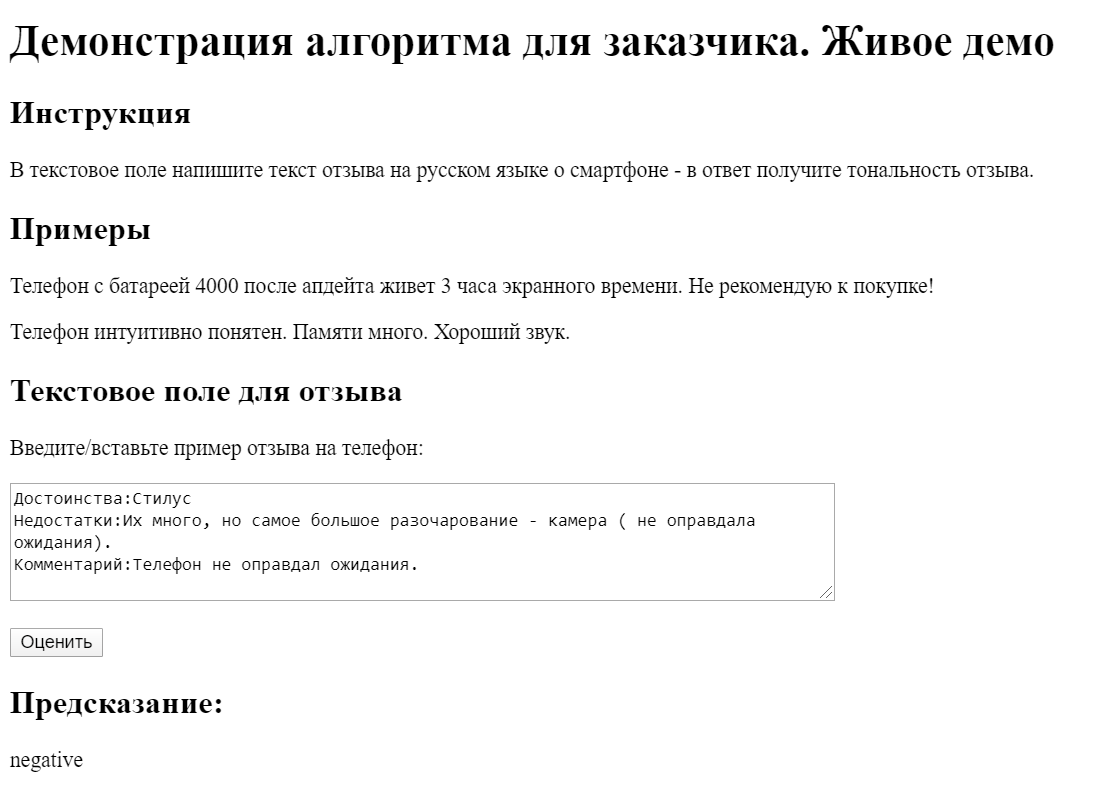 Демонстрация алгоритма для заказчика. Живое демо
Инструкция
В текстовое поле напишите текст отзыва на русском языке о смартфоне - в ответ получите тональность отзыва.
Примеры
Телефон с батареей 4000 после апдейта живет 3 часа экранного времени. Не рекомендую к покупке!
Телефон интуитивно понятен. Памяти много. Хороший звук.
Текстовое поле для отзыва
Введите/вставьте пример отзыва на телефон:
Достоинства:Стилус
Недостатки:Их много, но самое большое разочарование - камера ( не оправдала
ожидания).
Комментарий:Телефон не оправдал ожидания.
Оценить
Предсказание:
negative